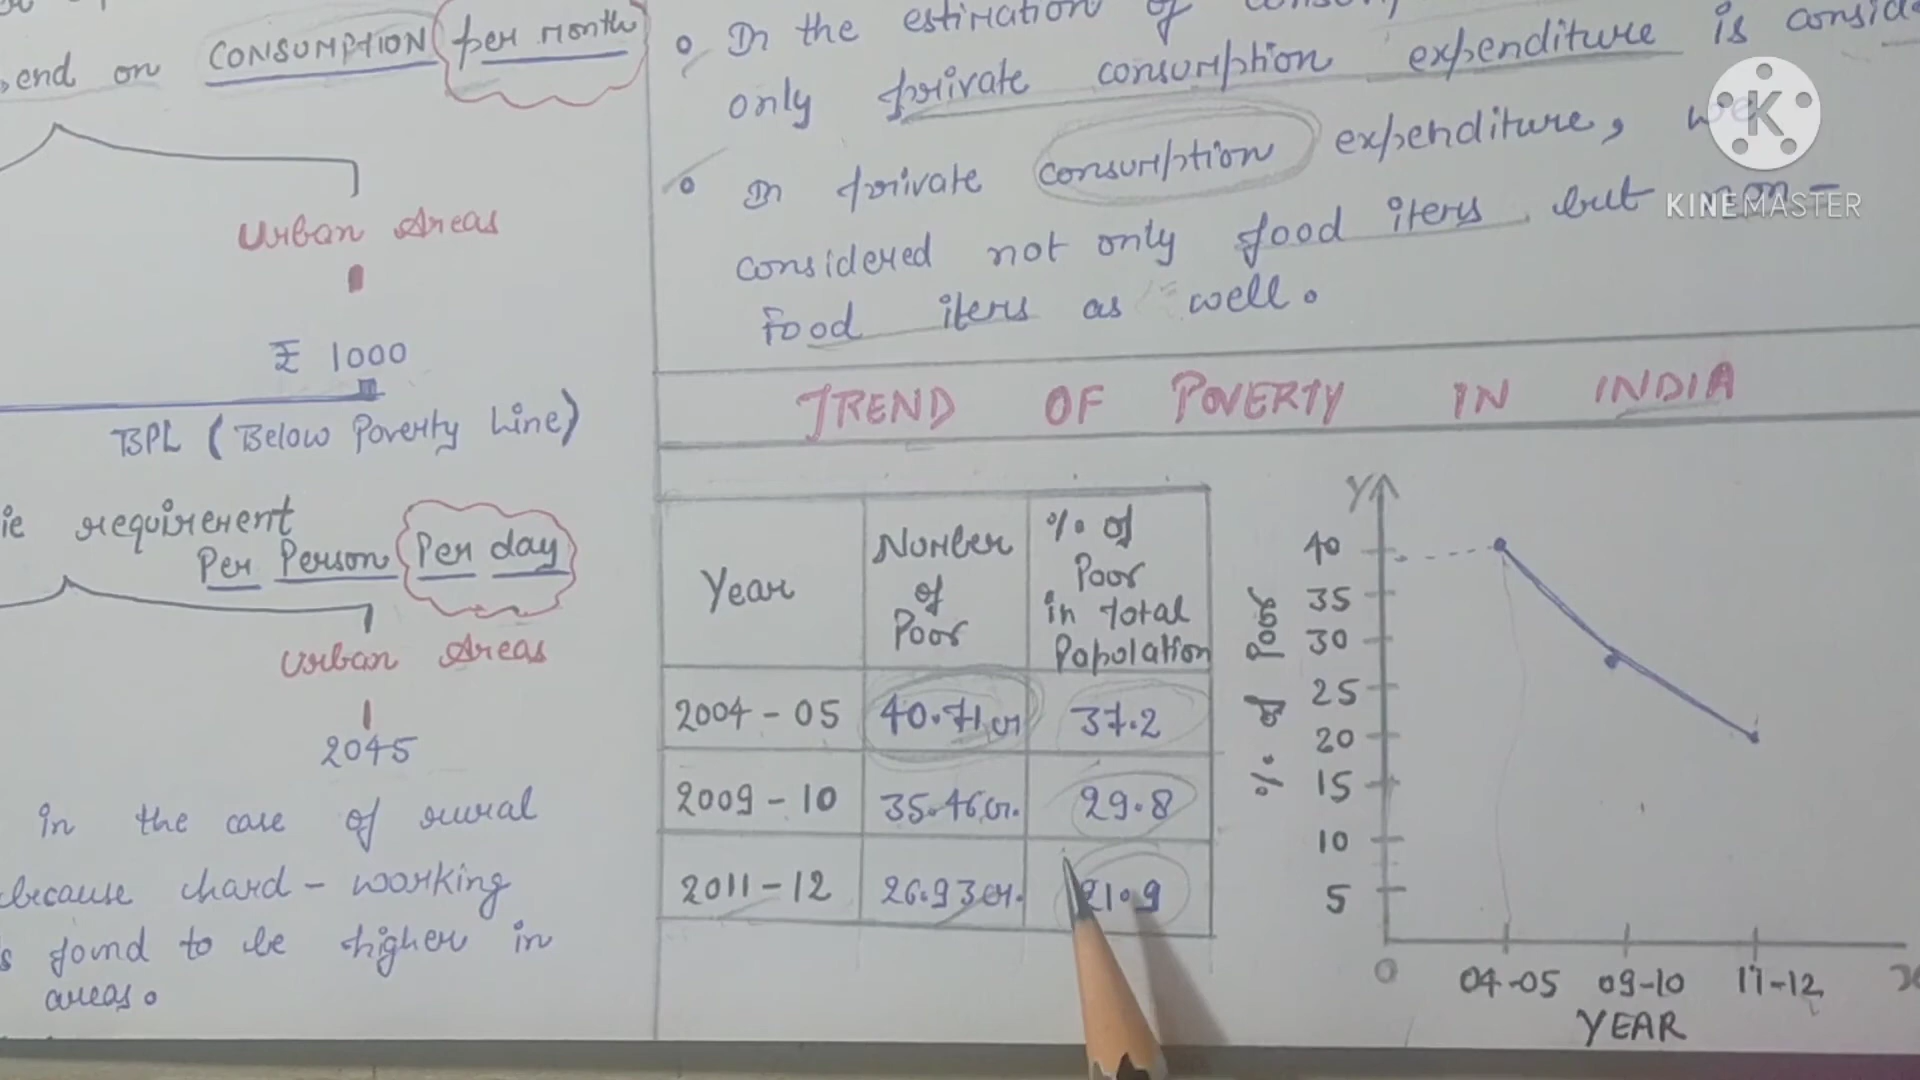 end on CONSUMPTION per month
Urban Areas
₹ 1000
BPL (Below Poverty Line)
requirement
Per Person Per day
Urban Areas
2045
in the case of rural
because hard - working
found to be higher in
areas.
In the estimation of
only private consumption expenditure is
In private consumption expenditure, we
considered not only food items but non-
Food items as well.
TREND OF POVERTY IN INDIA
Year
Number
of
Poor
% of
Poor
in total
Population
2004 - 05 40.71 cr 37.2
2009 - 10 35.46 cr. 29.8
2011 - 12 26.93 cr. 21.9
Y
% of Poor
40
35
30
25
20
15
10
5
0
04-05 09-10 11-12
YEAR
K
KINEMASTER